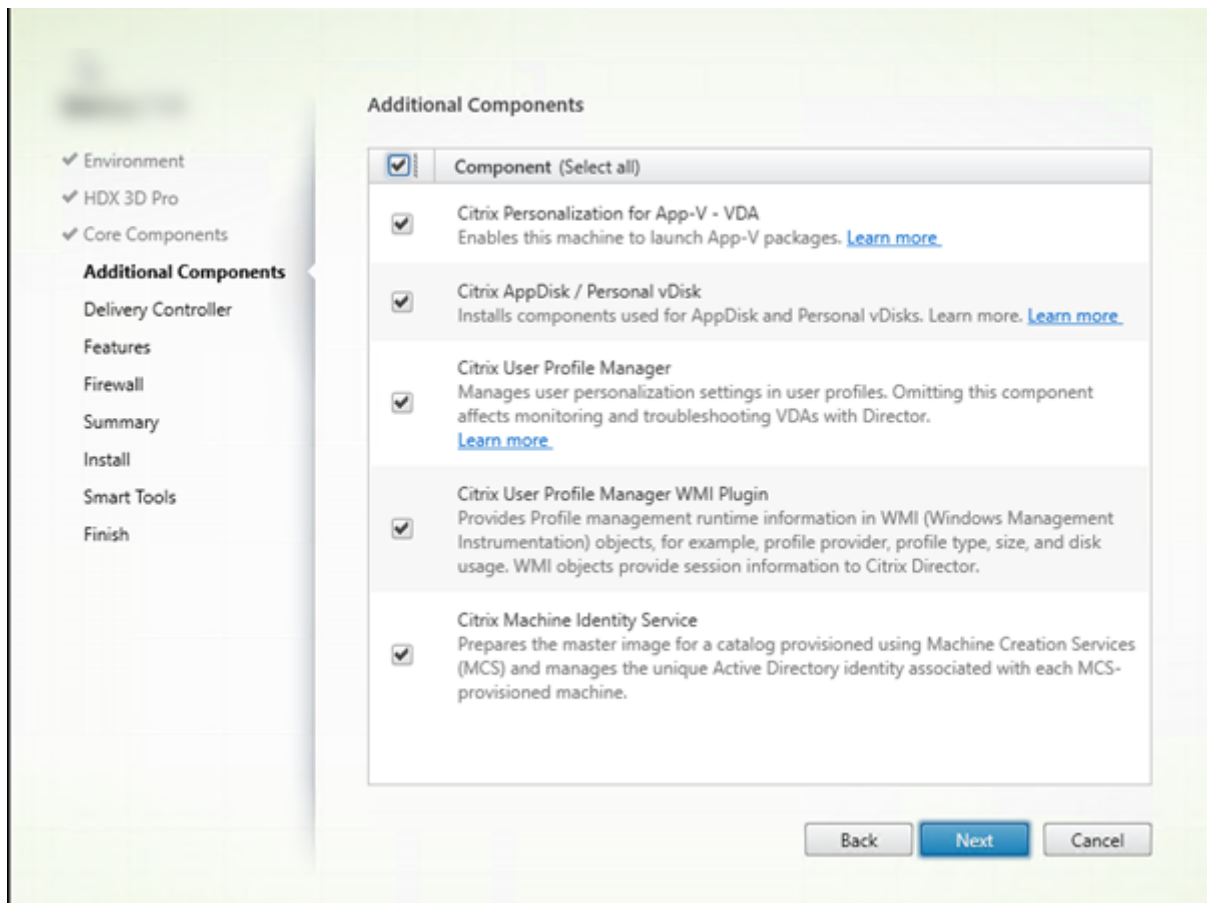 Environment
HDX 3D Pro
Core Components
Additional Components
Delivery Controller
Features
Firewall
Summary
Install
Smart Tools
Finish
Additional Components
Component (Select all)
Citrix Personalization for App-V - VDA
Enables this machine to launch App-V packages. Learn more
Citrix AppDisk / Personal vDisk
Installs components used for AppDisk and Personal vDisks. Learn more. Learn more
Citrix User Profile Manager
Manages user personalization settings in user profiles. Omitting this component
affects monitoring and troubleshooting VDAs with Director.
Learn more
Citrix User Profile Manager WMI Plugin
Provides Profile management runtime information in WMI (Windows Management
Instrumentation) objects, for example, profile provider, profile type, size, and disk
usage. WMI objects provide session information to Citrix Director.
Citrix Machine Identity Service
Prepares the master image for a catalog provisioned using Machine Creation Services
(MCS) and manages the unique Active Directory identity associated with each MCS-
provisioned machine.
Back
Next
Cancel